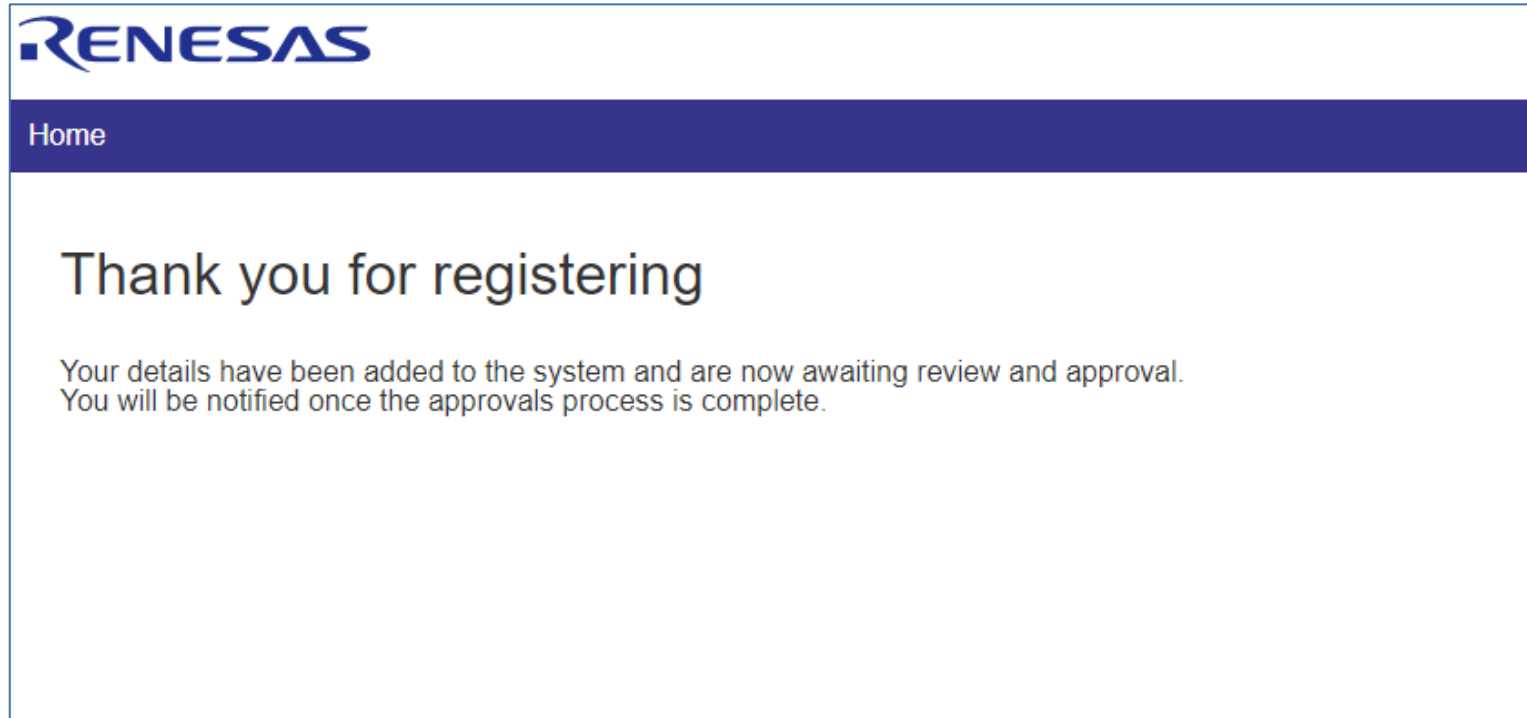 RENESAS
Home
Thank you for registering
Your details have been added to the system and are now awaiting review and approval.
You will be notified once the approvals process is complete.